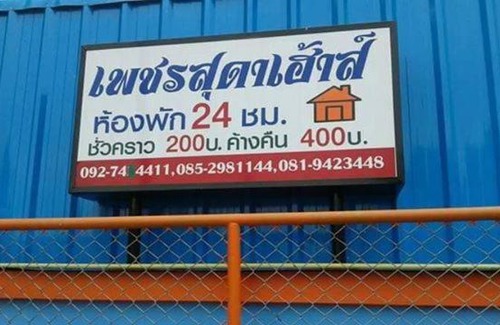 เพชรสุดาเฮ้าส์
ห้องพัก 24 ชม.
ชั่วคราว 200บ. ค้างคืน 400บ.
085-2981144, 081-9423448